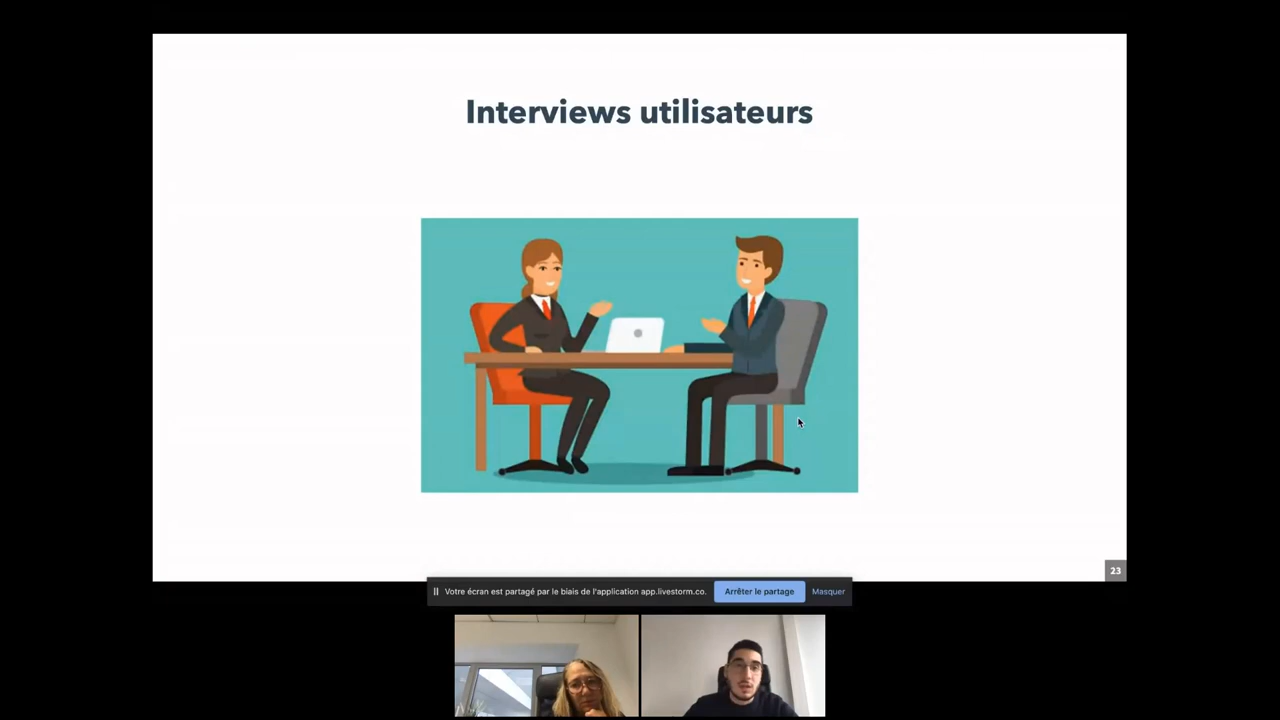 Interviews utilisateurs
23
Votre écran est partagé par le biais de l'application app.livestorm.co.
Arrêter le partage
Masquer